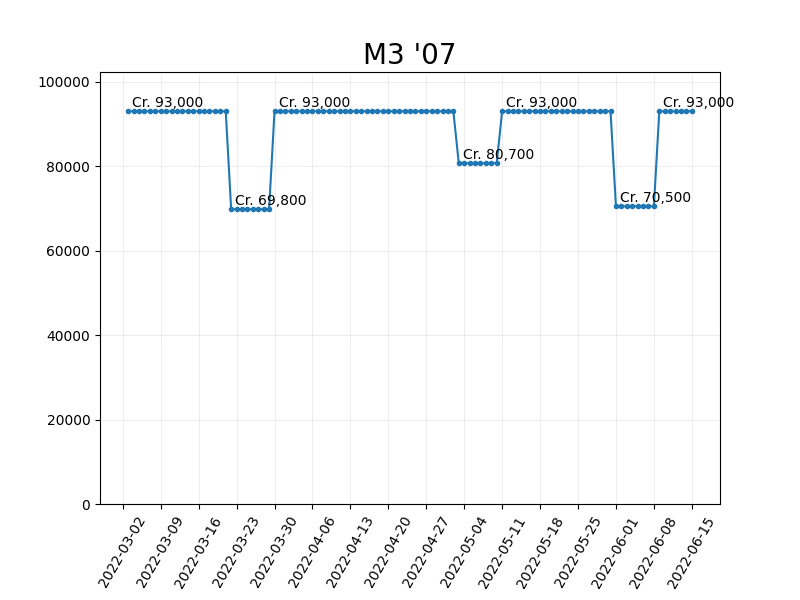 M3 '07
100000
80000
60000
40000
20000
0
Cr. 93,000
Cr. 69,800
Cr. 93,000
Cr. 80,700
Cr. 93,000
Cr. 70,500
Cr. 93,000
2022-03-02
2022-03-09
2022-03-16
2022-03-23
2022-03-30
2022-04-06
2022-04-13
2022-04-20
2022-04-27
2022-05-04
2022-05-11
2022-05-18
2022-05-25
2022-06-01
2022-06-08
2022-06-15